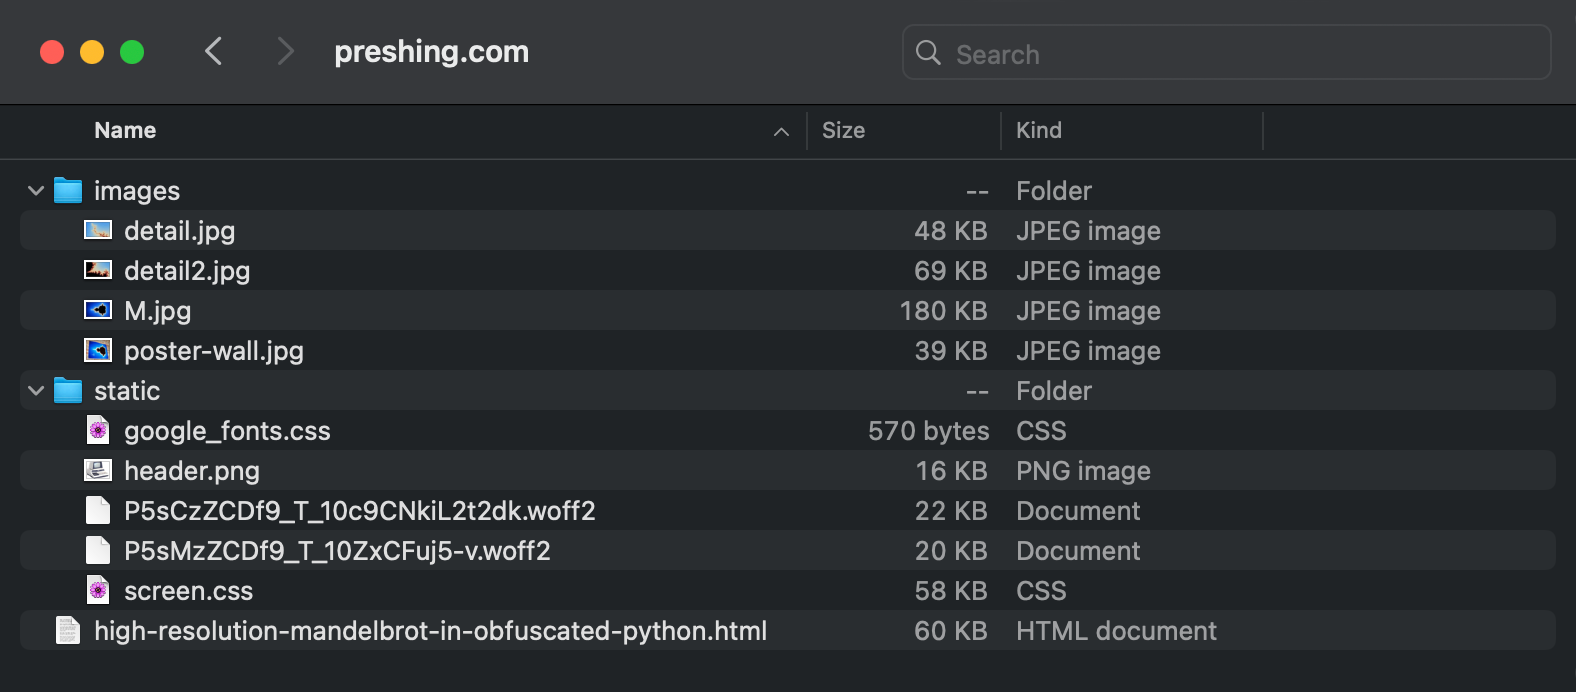 preshing.com Search
Name Size Kind
images -- Folder
detail.jpg 48 KB JPEG image
detail2.jpg 69 KB JPEG image
M.jpg 180 KB JPEG image
poster-wall.jpg 39 KB JPEG image
static -- Folder
google_fonts.css 570 bytes CSS
header.png 16 KB PNG image
P5sCzZCDf9_T_10c9CNkiL2t2dk.woff2 22 KB Document
P5sMzZCDf9_T_10ZxCFuj5-v.woff2 20 KB Document
screen.css 58 KB CSS
high-resolution-mandelbrot-in-obfuscated-python.html 60 KB HTML document